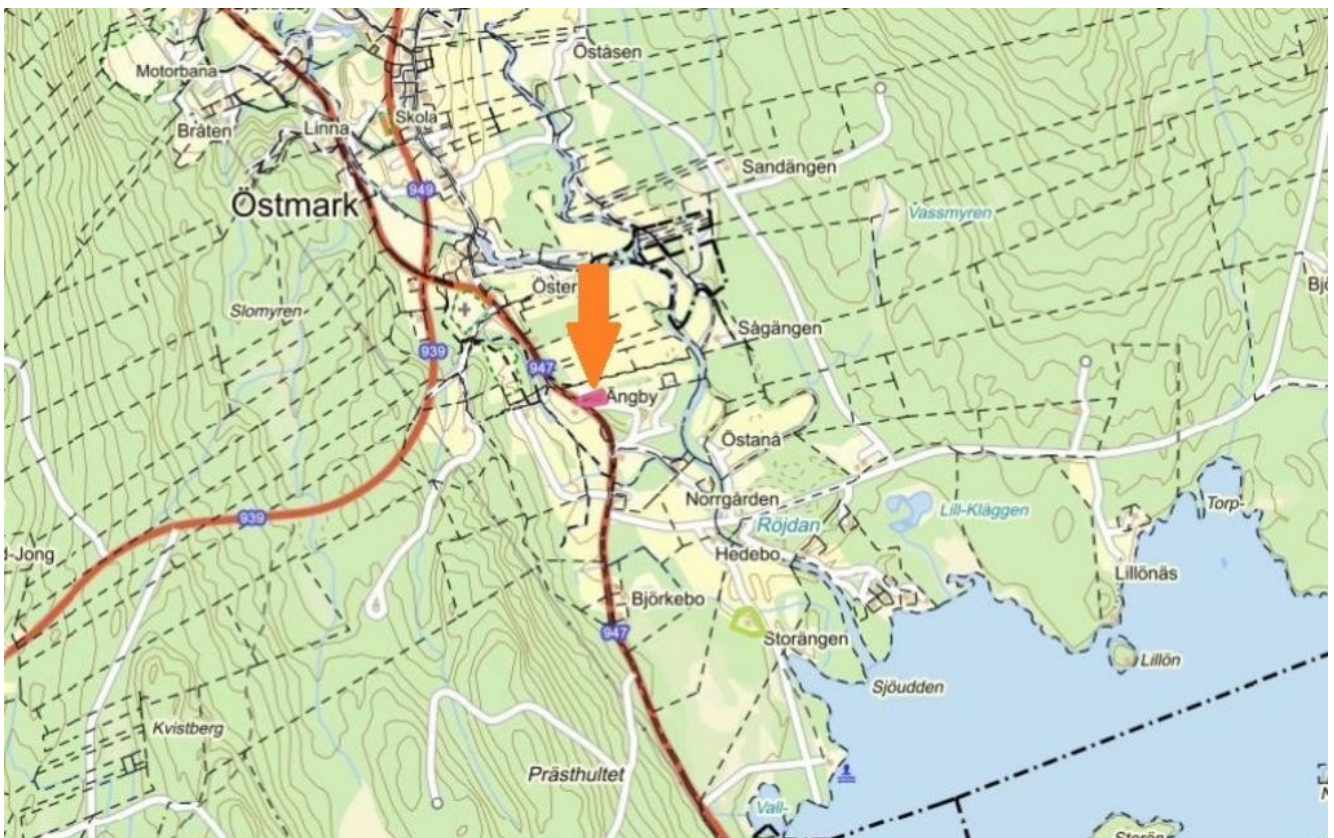 Öståsen
Motorbana
Skola
Bråten
Linna
Sandängen
949
Östmark
Vassmyren
Öster
Slomyren
Sågängen
939
947
Ängby
Östanå
Norrgården
939
Röjdan
Lill-Kläggen
Torp-
d-Jong
Hedebo
Lillönäs
Björkebo
947
Storängen
Lillön
Sjöudden
Kvistberg
Prästhultet
Vall-